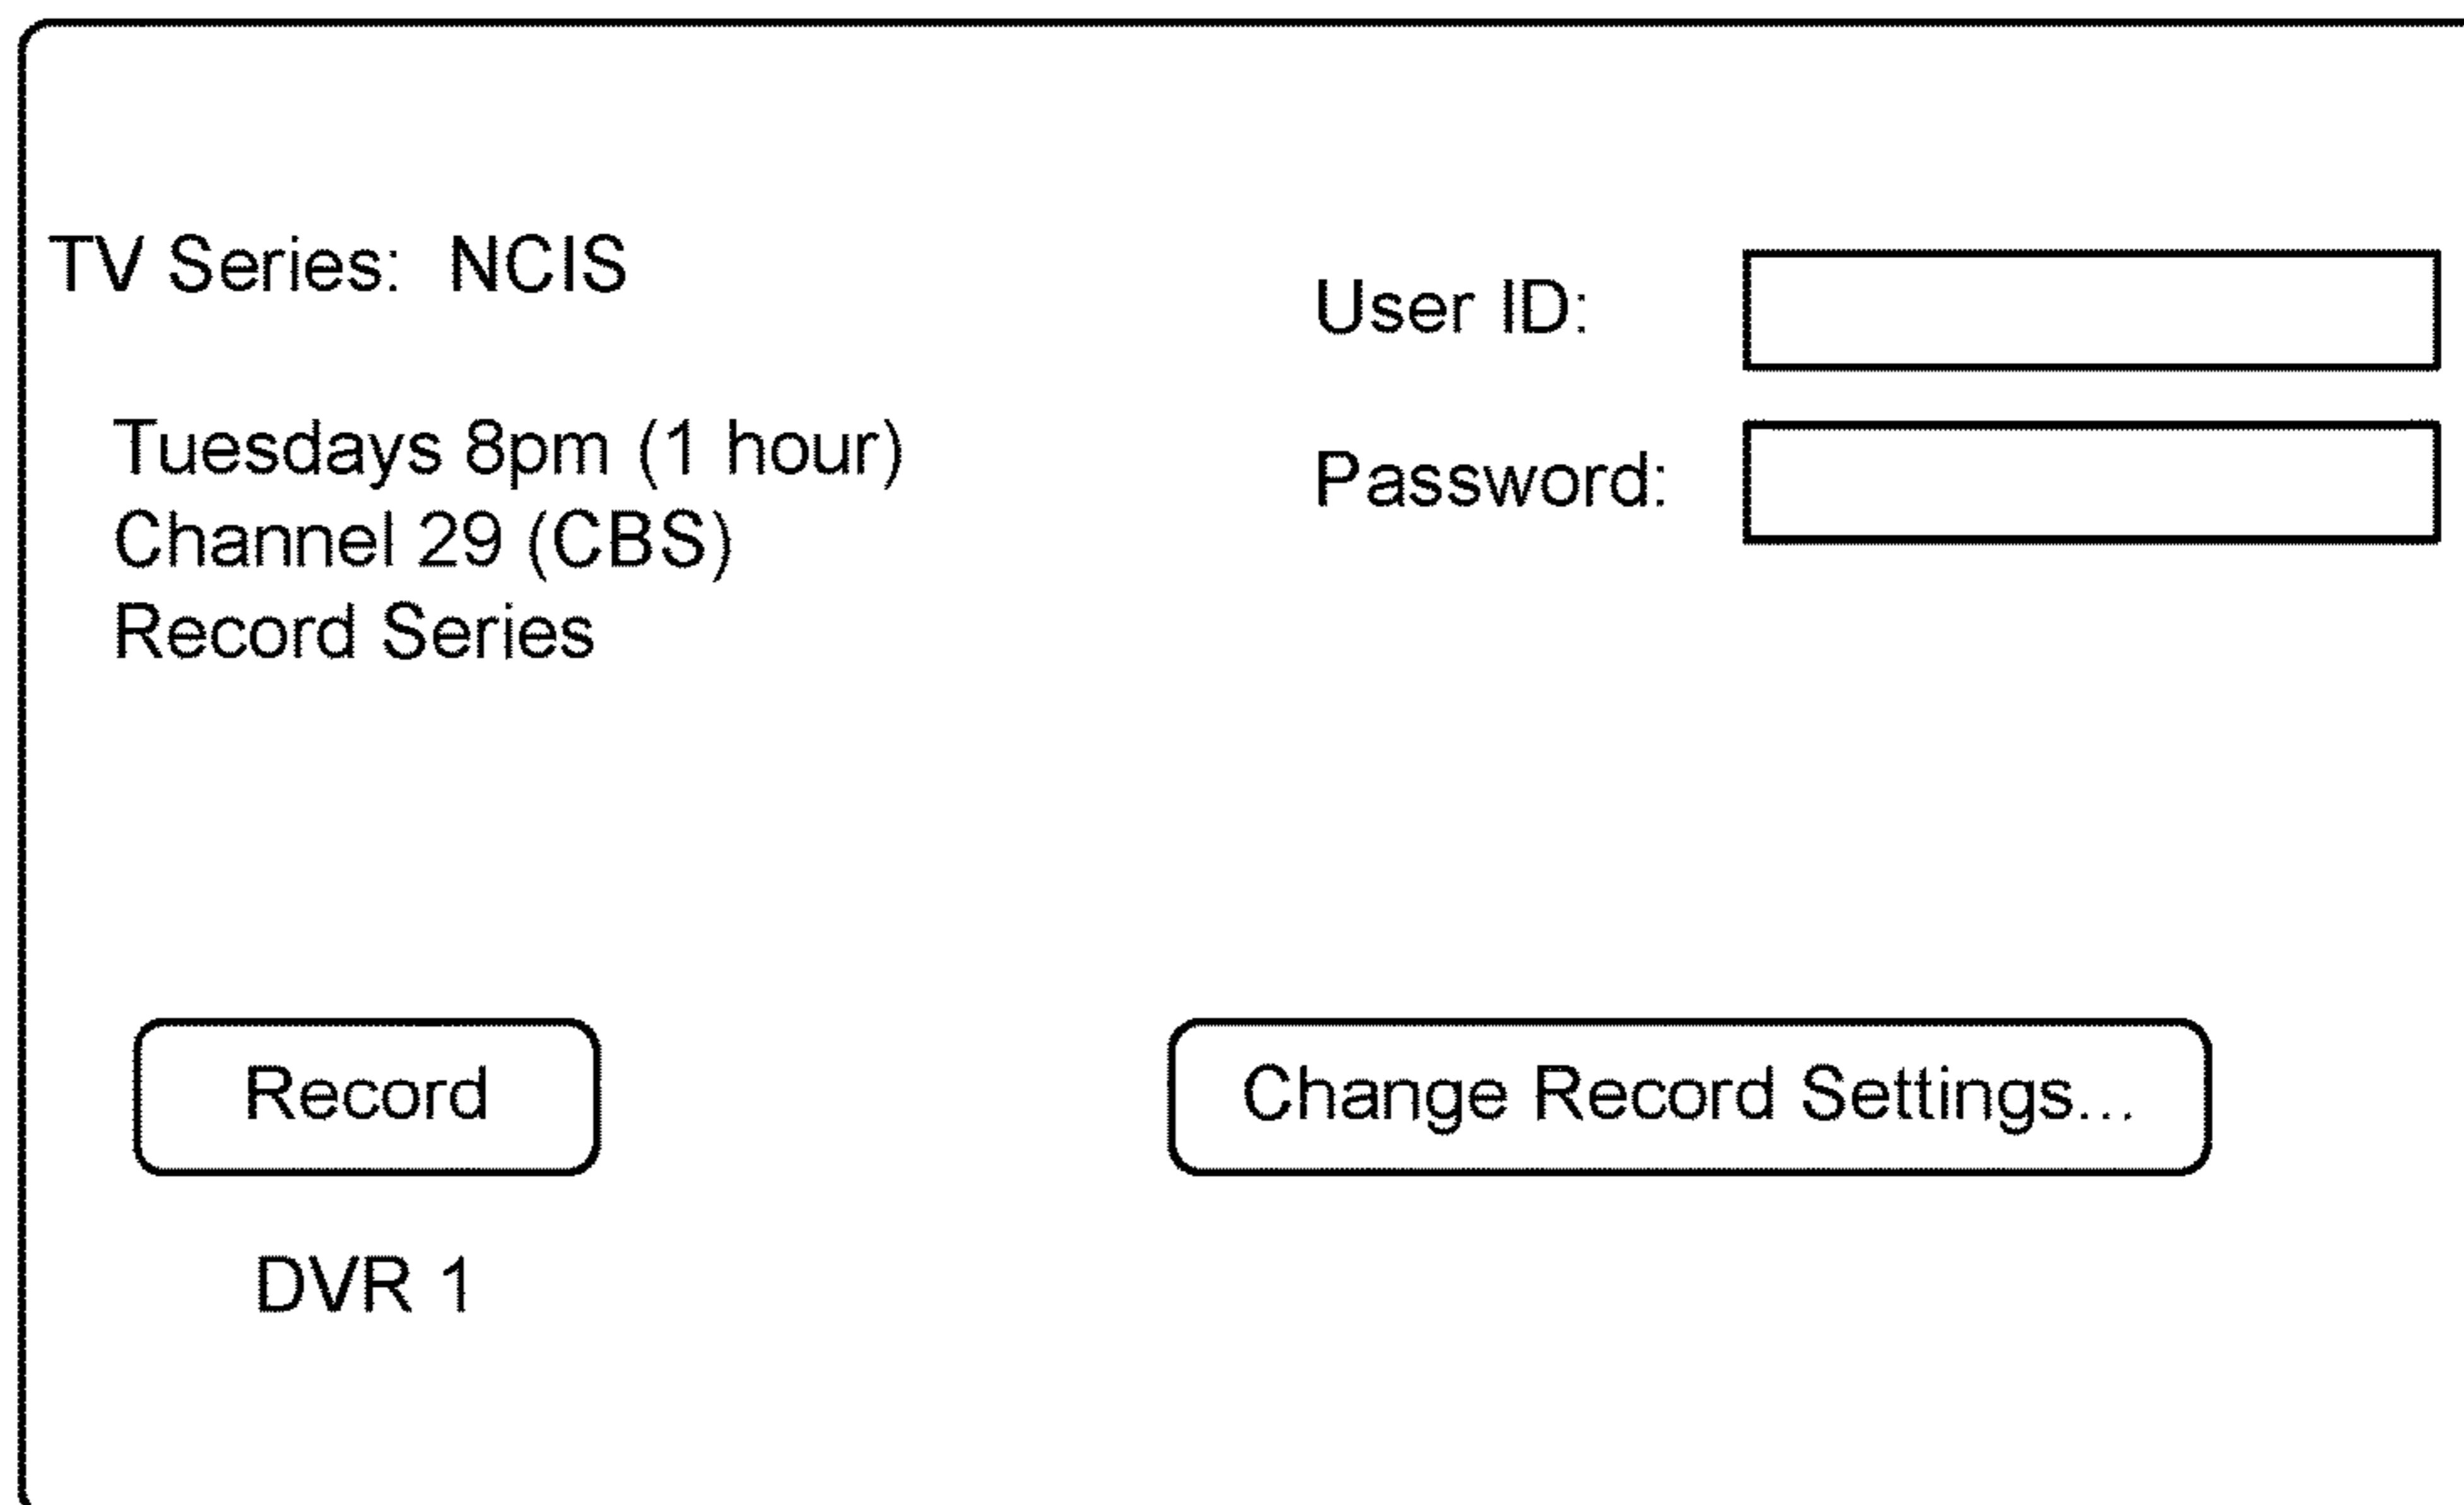 TV Series: NCIS
User ID:
Tuesdays 8pm (1 hour)
Password:
Channel 29 (CBS)
Record Series
Record
Change Record Settings...
DVR 1